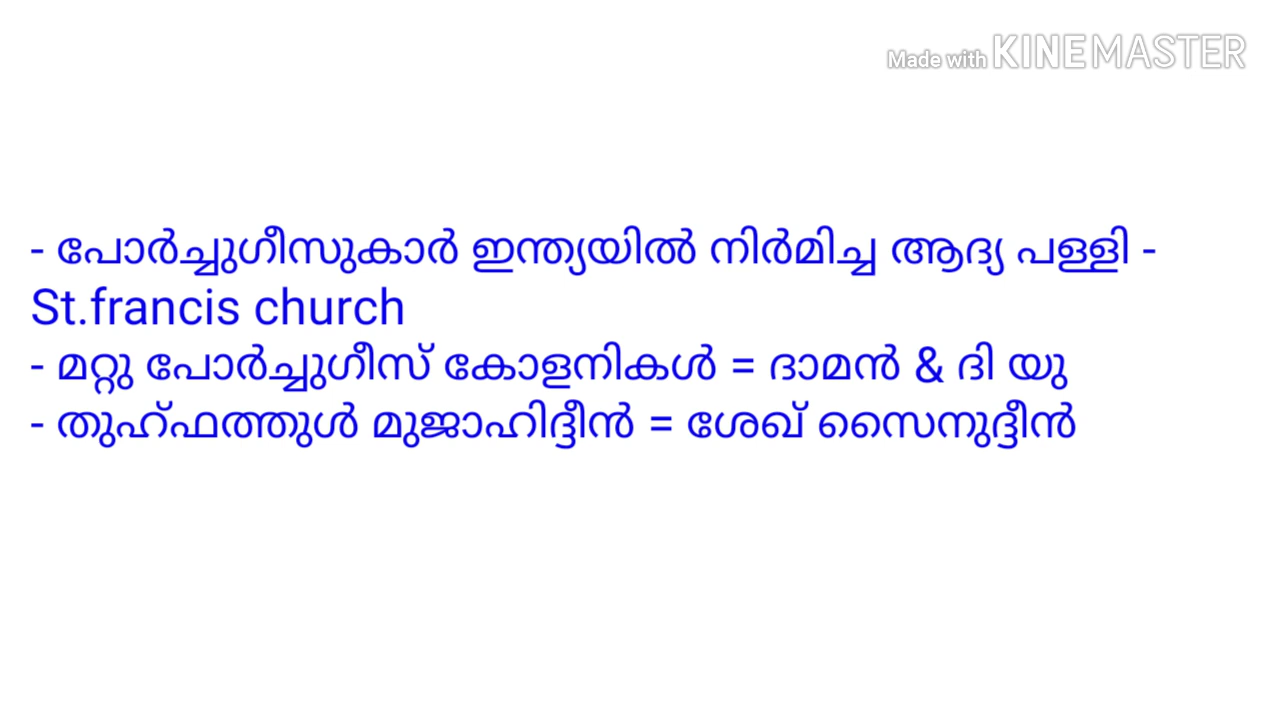 Made with KINEMASTER
- പോർച്ചുഗീസുകാർ ഇന്ത്യയിൽ നിർമിച്ച ആദ്യ പള്ളി -
St.francis church
- മറ്റു പോർച്ചുഗീസ് കോളനികൾ = ദാമൻ & ദി യു
- തുഹ്ഫത്തുൾ മുജാഹിദ്ദീൻ = ശേഖ് സൈനുദ്ദീൻ